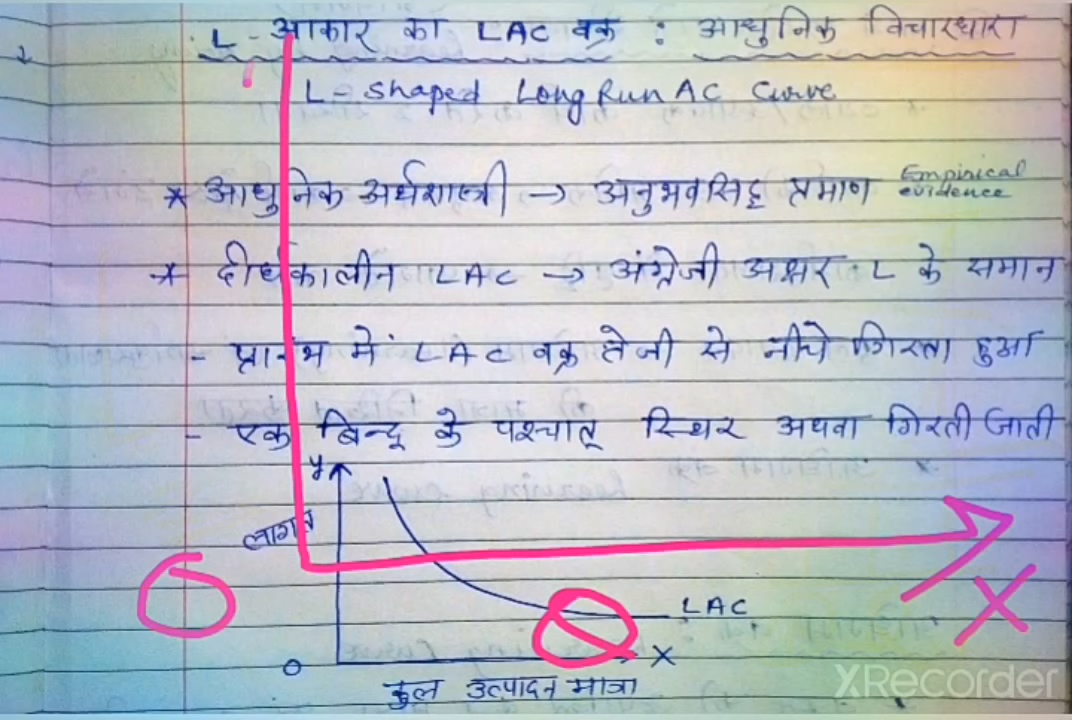 L - आकार का LAC वक्र : आधुनिक विचारधारा
L - Shaped Long Run AC Curve
* आधुनिक अर्थशास्त्री → अनुभवसिद्द प्रमाण Empirical evidence
* दीर्घकालीन LAC → अंग्रेजी अक्षर L के समान
- प्रारंभ में LAC वक्र तेजी से नीचे गिरता हुआ
- एक बिन्दू के पश्चात् स्थिर अथवा गिरती जाती
y
लागत
LAC
X
O X
कुल उत्पादन मात्रा
XRecorder